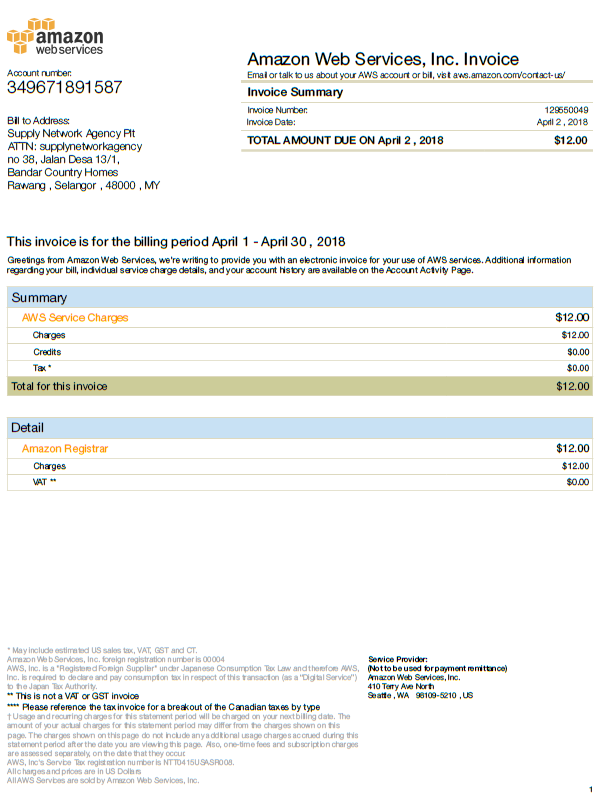 amazon
web services
Account number:
349671891587
Bill to Address:
Supply Network Agency Plt
ATTN: supplynetworkagency
no 38, Jalan Desa 13/1,
Bandar Country Homes
Rawang , Selangor , 48000 , MY
Amazon Web Services, Inc. Invoice
Email or talk to us about your AWS account or bill, visit aws.amazon.com/contact-us/
Invoice Summary
Invoice Number: 129550049
Invoice Date: April 2 , 2018
TOTAL AMOUNT DUE ON April 2 , 2018 $12.00
This invoice is for the billing period April 1 - April 30 , 2018
Greetings from Amazon Web Services, we're writing to provide you with an electronic invoice for your use of AWS services. Additional information
regarding your bill, individual service charge details, and your account history are available on the Account Activity Page.
Summary
AWS Service Charges $12.00
Charges $12.00
Credits $0.00
Tax * $0.00
Total for this invoice $12.00
Detail
Amazon Registrar $12.00
Charges $12.00
VAT ** $0.00
* May include estimated US sales tax, VAT, GST and CT.
Amazon Web Services, Inc. foreign registration number is 00004
AWS, Inc. is a "Registered Foreign Supplier" under Japanese Consumption Tax Law and therefore AWS,
Inc. is required to declare and pay consumption tax in respect of this transaction (as a "Digital Service")
to the Japan Tax Authority.
** This is not a VAT or GST invoice
**** Please reference the tax invoice for a breakout of the Canadian taxes by type
† Usage and recurring charges for this statement period will be charged on your next billing date. The
amount of your actual charges for this statement period may differ from the charges shown on this
page. The charges shown on this page do not include any additional usage charges accrued during this
statement period after the date you are viewing this page. Also, one-time fees and subscription charges
are assessed separately, on the date that they occur.
AWS, Inc's Service Tax registration number is NTT0415USASR008.
All charges and prices are in US Dollars
All AWS Services are sold by Amazon Web Services, Inc.
Service Provider:
(Not to be used for payment remittance)
Amazon Web Services, Inc.
410 Terry Ave North
Seattle , WA 98109-5210 , US
1